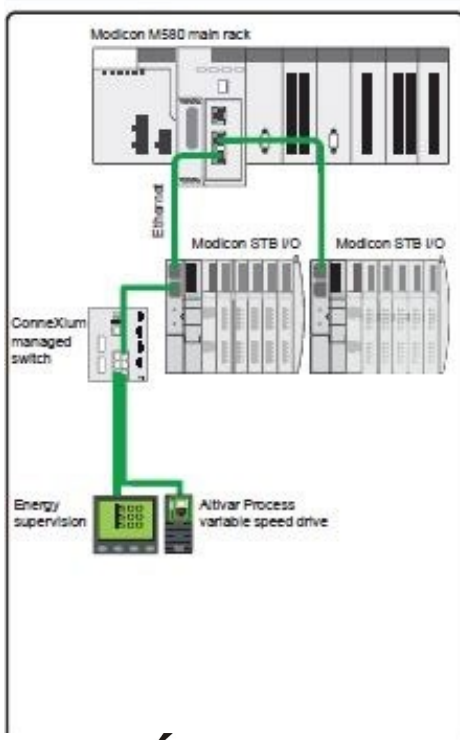 Modicon M580 main rack
Ethernet
Modicon STB I/O
Modicon STB I/O
ConneXium
managed
switch
Energy
supervision
Altivar Process
variable speed drive